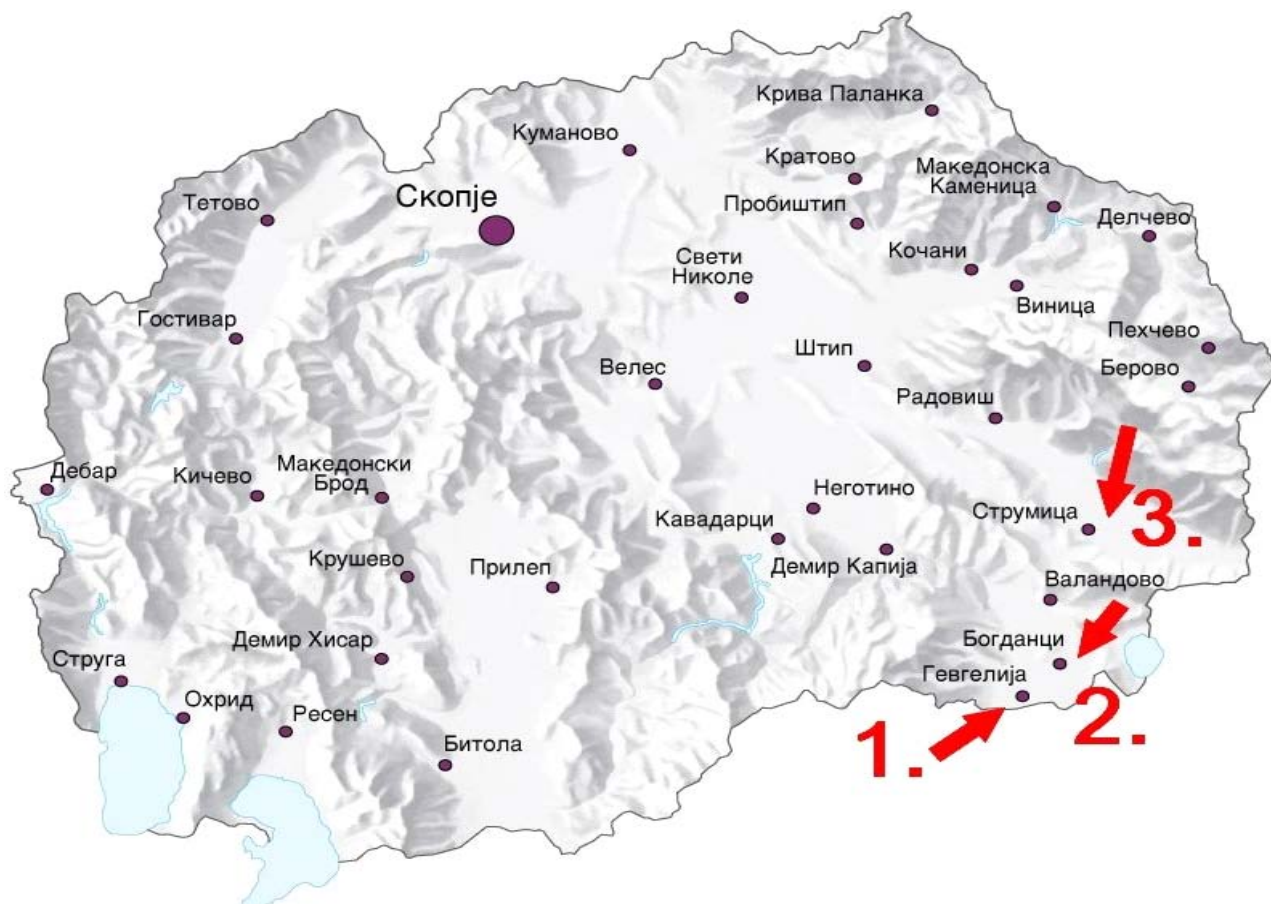 Крива Паланка
Куманово
Кратово
Македонска
Каменица
Тетово
Скопје
Пробиштип
Делчево
Свети
Николе
Кочани
Виница
Гостивар
Пехчево
Штип
Велес
Берово
Радовиш
Дебар
Кичево
Македонски
Брод
Неготино
Струмица
3.
Кавадарци
Крушево
Прилеп
Демир Капија
Валандово
Демир Хисар
Богданци
Струга
Гевгелија
Охрид
Ресен
2.
1.
Битола